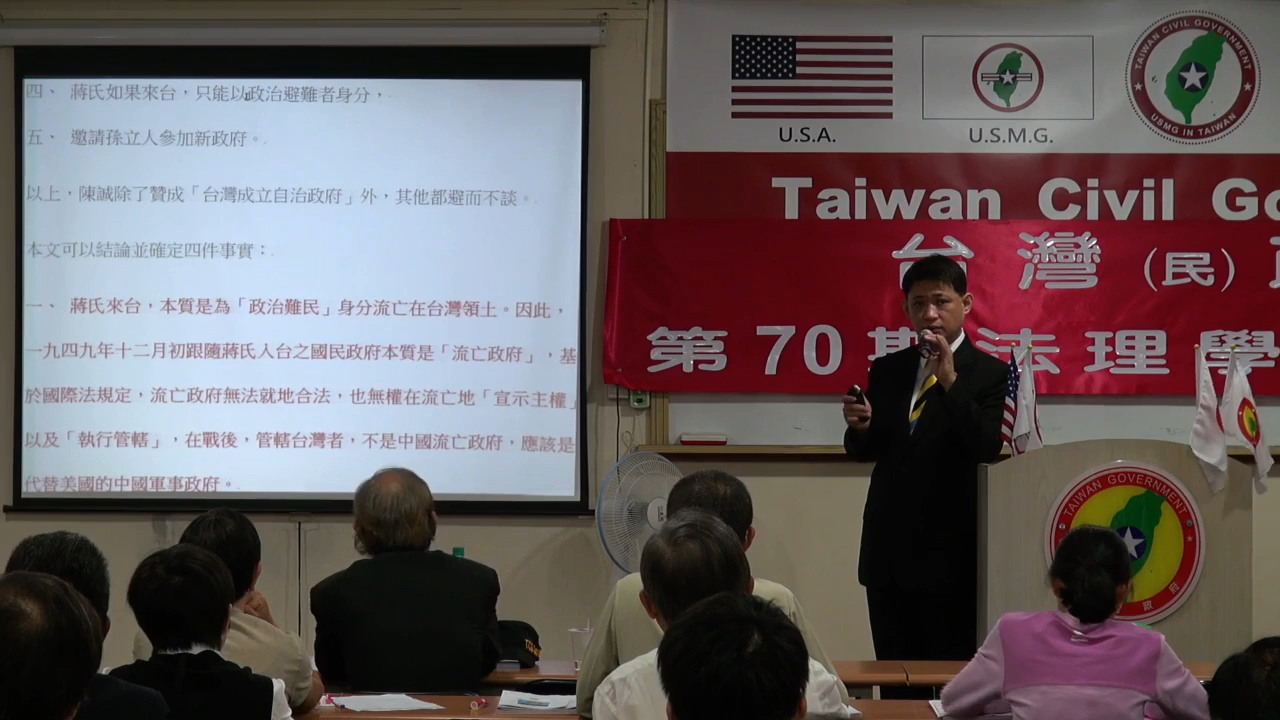 四、 蔣氏如果來台，只能以政治避難者身分，
五、 邀請孫立人參加新政府。
以上，陳誠除了贊成「台灣成立自治政府」外，其他都避而不談。
本文可以結論並確定四件事實：
一、 蔣氏來台，本質是為「政治難民」身分流亡在台灣領土。因此，
一九四九年十二月初跟隨蔣氏入台之國民政府本質是「流亡政府」，基
於國際法規定，流亡政府無法就地合法，也無權在流亡地「宣示主權」
以及「執行管轄」，在戰後，管轄台灣者，不是中國流亡政府，應該是
代替美國的中國軍事政府。
U.S.A.
U.S.M.G.
TAIWAN CIVIL GOVERNMENT
USMG IN TAIWAN
Taiwan Civil Go
台灣（民）
第70期法理學
TAIWAN GOVERNMENT
政府